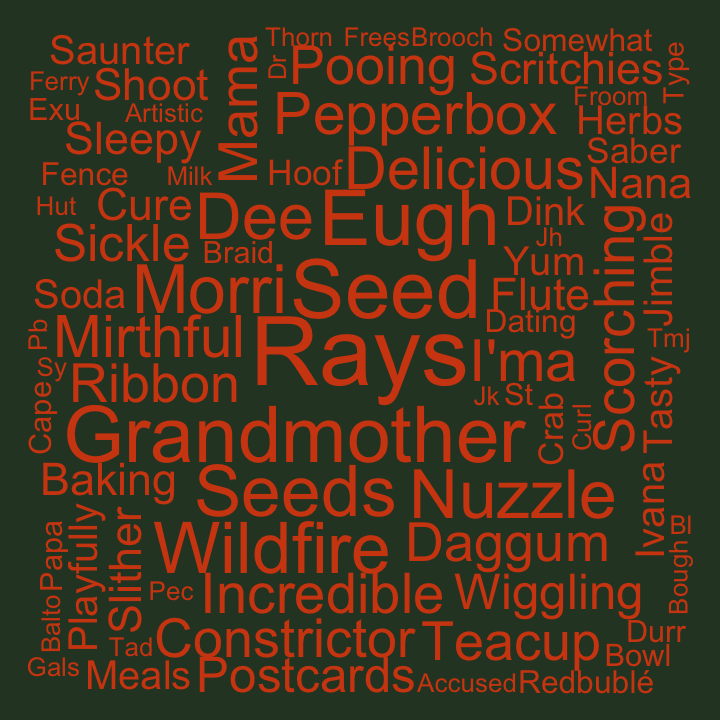 Thorn Frees Brooch Somewhat
Saunter Mama Dr Pooing Scritchies Type
Ferry Shoot
Exu Artistic Pepperbox Froom Herbs
Sleepy Saber
Fence Milk Hoof Delicious Nana
Hut Cure Dee Eugh Dink
Sickle Braid Jh Scorching Jimble
Yum
Soda Morri Seed Flute
Pb Mirthful Rays Dating Tmj
Sy Ribbon I'ma
Cape Jk St Crab Curl Tasty
Grandmother
Baking Seeds Nuzzle Ivana
Wildfire Daggum Bl
Papa Playfully Slither Bough
Balto Pec Incredible Wiggling
Tad Constrictor Teacup Durr
Gals Meals Postcards Accused Redbublé Bowl